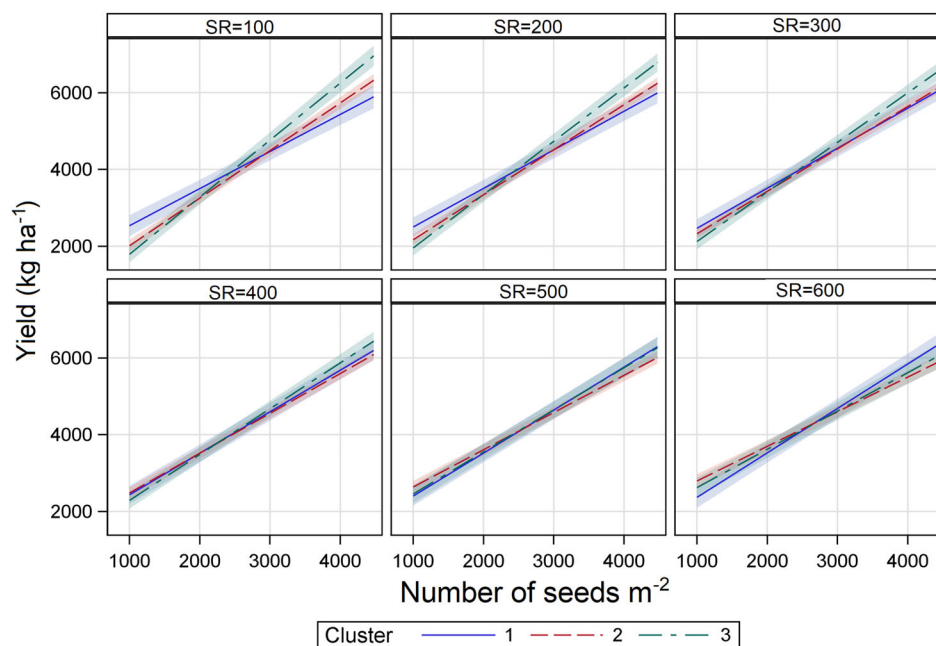 SR=100 SR=200 SR=300
6000
4000
2000
SR=400 SR=500 SR=600
6000
4000
2000
Yield (kg ha⁻¹)
1000 2000 3000 4000 1000 2000 3000 4000 1000 2000 3000 4000
Number of seeds m⁻²
Cluster 1 2 3